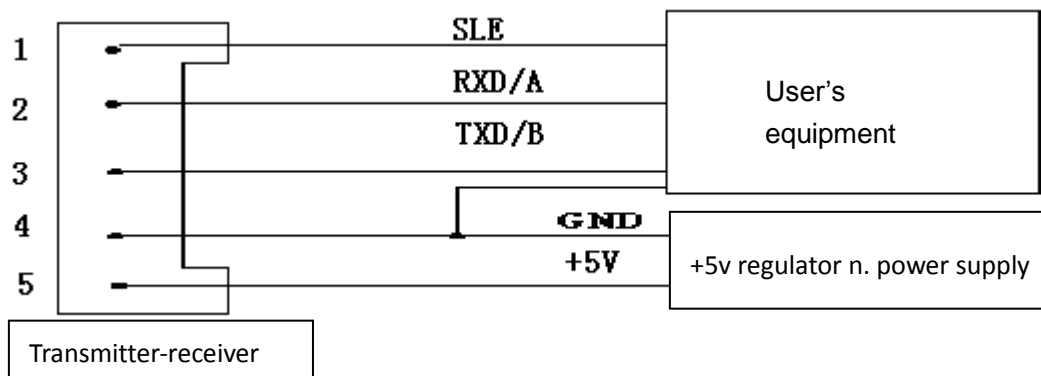 1
SLE
2
RXD/A
User's
equipment
TXD/B
3
4
GND
5
+5V
+5v regulator n. power supply
Transmitter-receiver